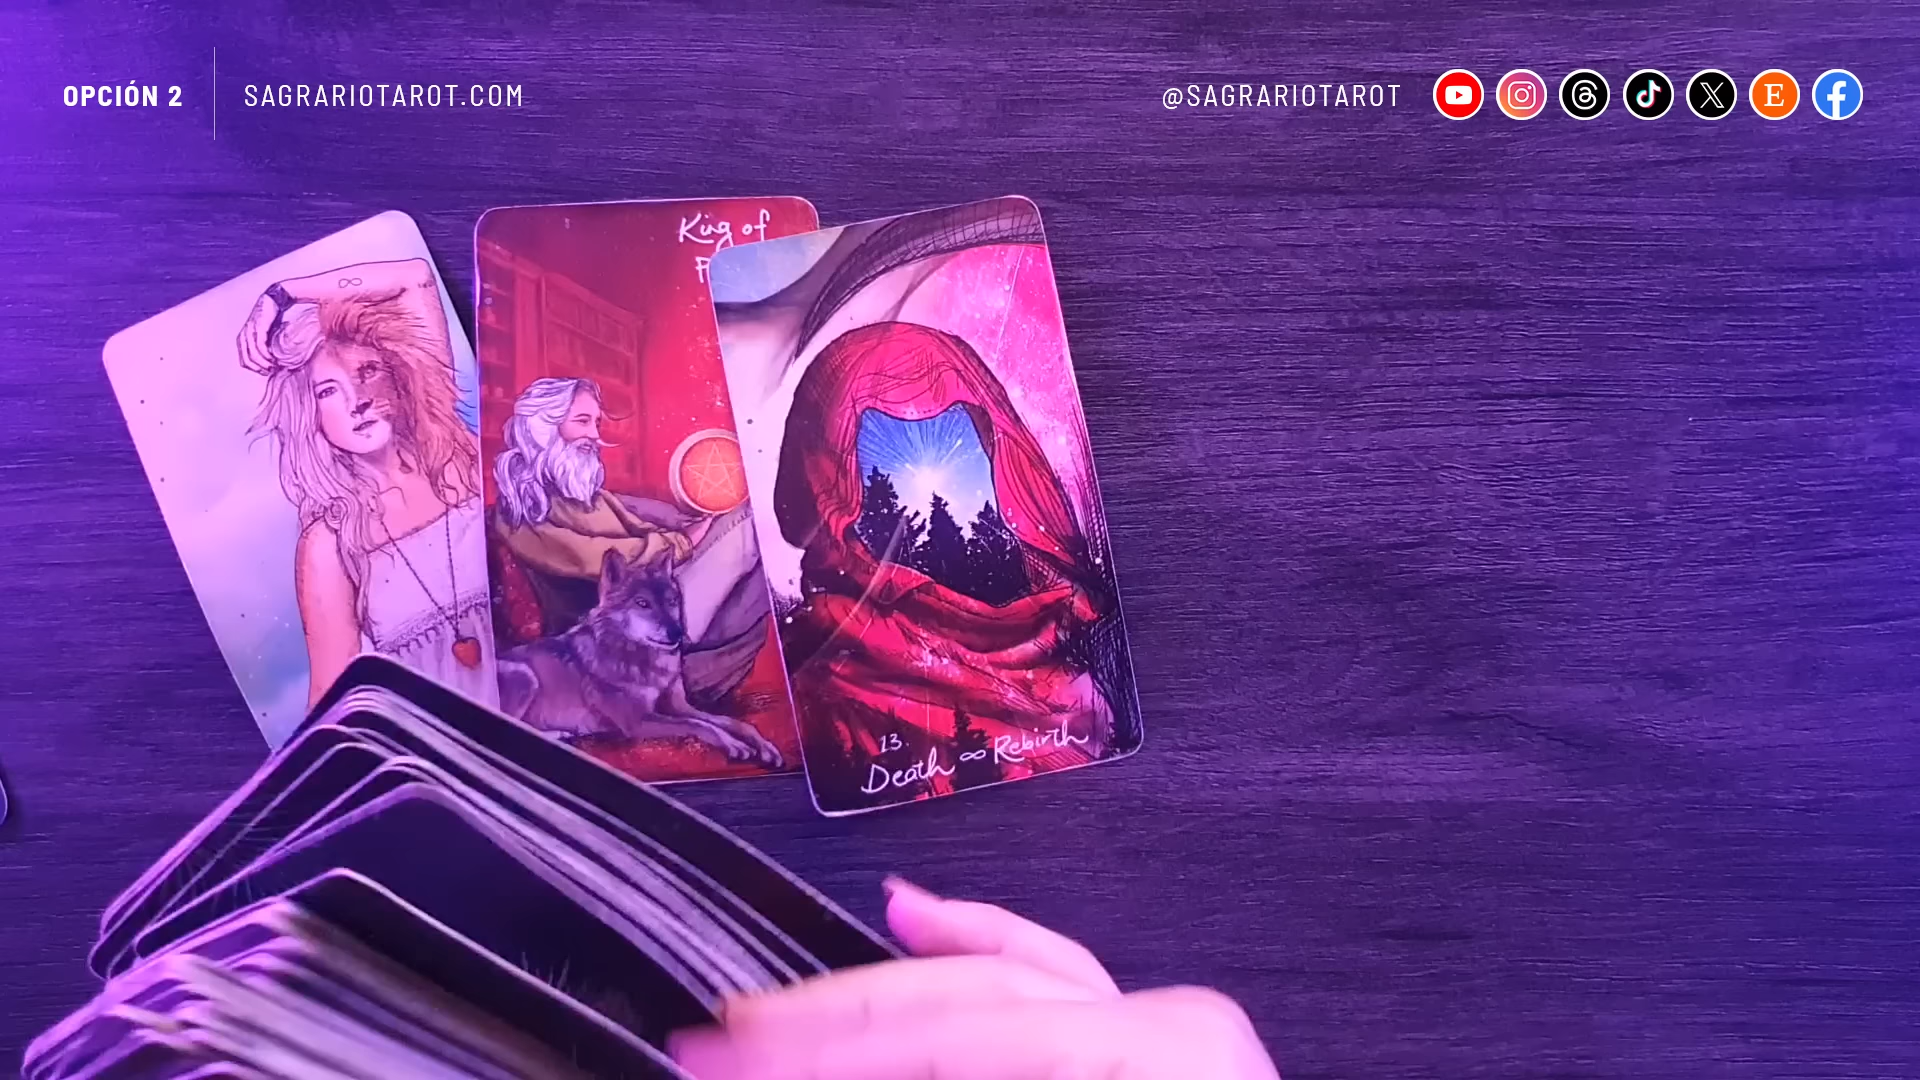 OPCIÓN 2
SAGRARIOTAROT.COM
@SAGRARIOTAROT
King of
13.
Death ∞ Rebirth